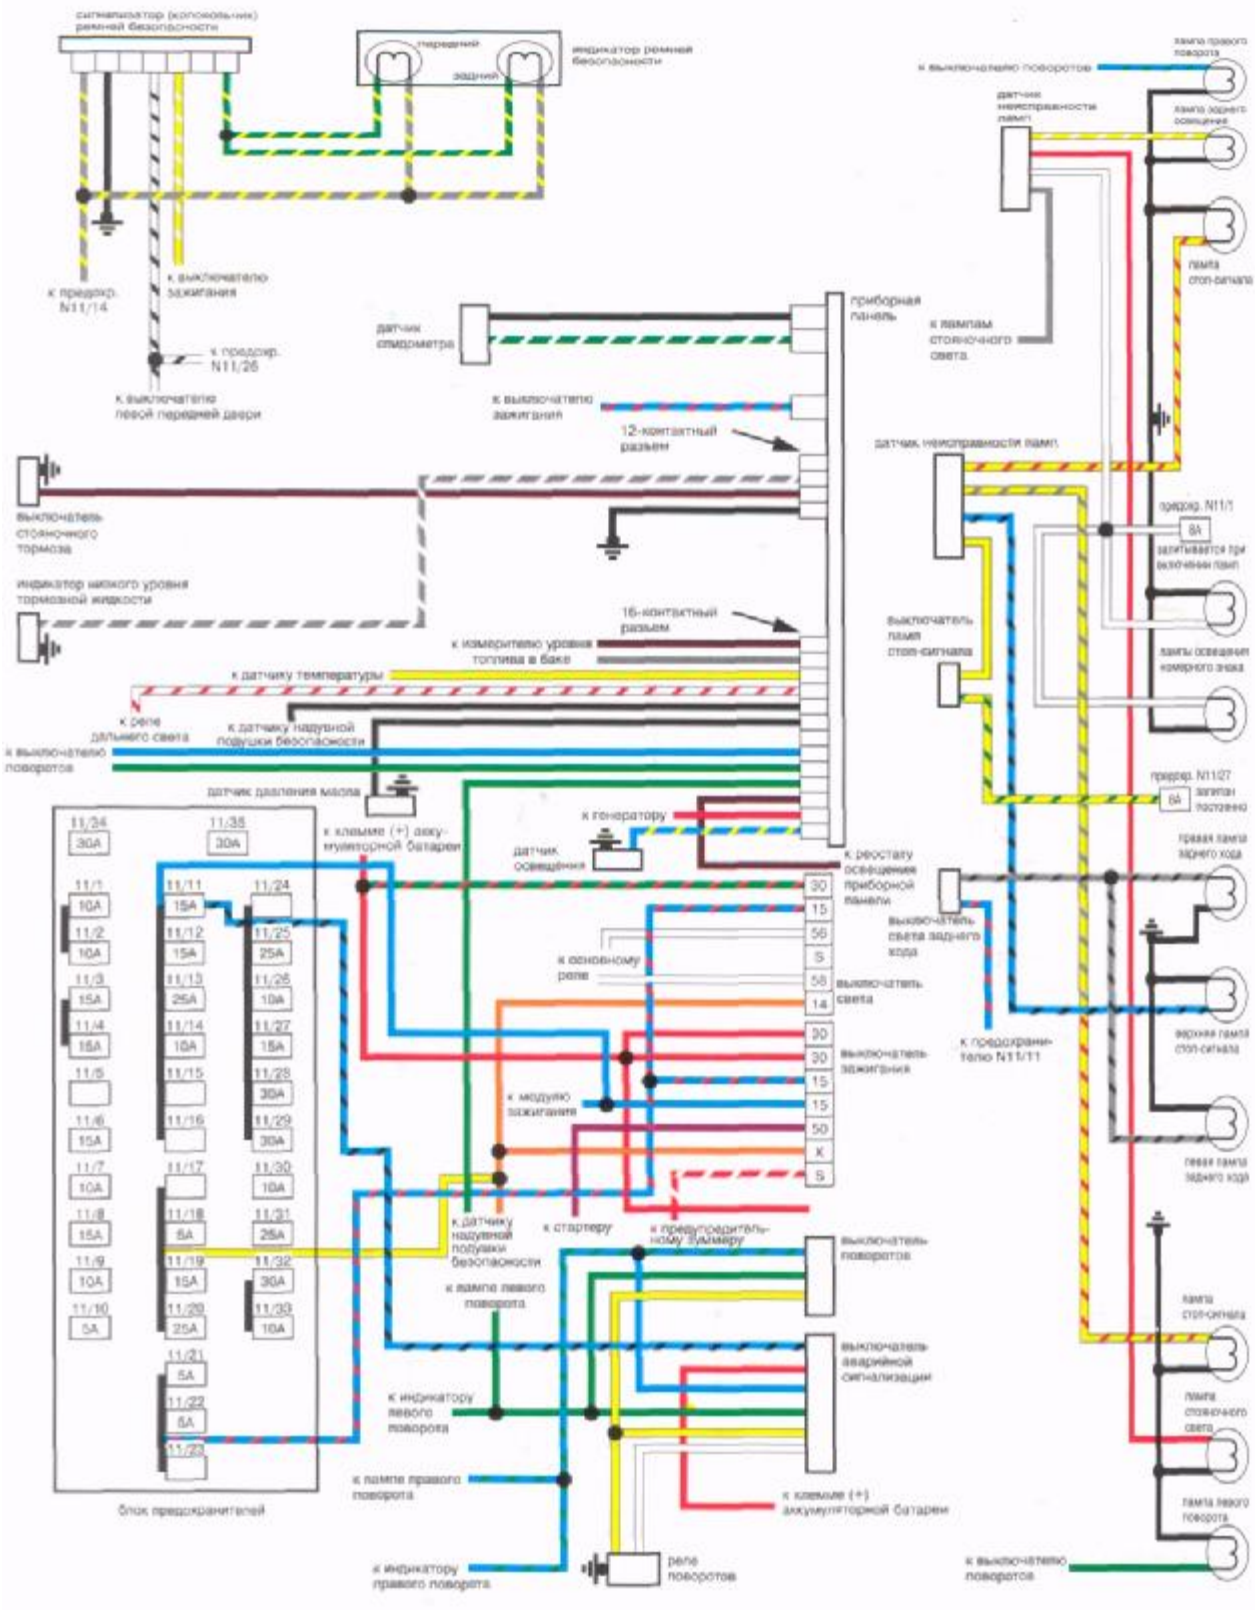 сигнализатор (колокольчик)
ремней безопасности
передний
задний
индикатор ремней
безопасности
к предохр.
N11/14
к выключателю
зажигания
к предохр.
N11/26
к выключателю
левой передней двери
лампа правого
поворота
к выключателю поворотов
датчик
неисправности
ламп
лампа заднего
освещения
лампа
стоп-сигнала
к лампам
стояночного
света
датчик
спидометра
приборная
панель
к выключателю
зажигания
12-контактный
разъем
выключатель
стояночного
тормоза
индикатор низкого уровня
тормозной жидкости
датчик неисправности ламп
предохр. N11/1
8A
запитывается при
включении ламп
16-контактный
разъем
к измерителю уровня
топлива в баке
к датчику температуры
к реле
дальнего света
к датчику надувной
подушки безопасности
к выключателю
поворотов
датчик давления масла
выключатель
ламп
стоп-сигнала
лампы освещения
номерного знака
предохр. N11/27
8A
запитан
постоянно
к генератору
датчик
освещения
к клемме (+) акку-
муляторной батареи
к реостату
освещения
приборной
панели
правая лампа
заднего хода
выключатель
света заднего
хода
к предохрани-
телю N11/11
верхняя лампа
стоп-сигнала
левая лампа
заднего хода
11/34
30A
11/35
30A
11/1
10A
11/2
10A
11/3
15A
11/4
15A
11/5
11/6
15A
11/7
10A
11/8
15A
11/9
10A
11/10
5A
11/11
15A
11/12
15A
11/13
25A
11/14
10A
11/15
11/16
11/17
11/18
5A
11/19
15A
11/20
25A
11/21
5A
11/22
5A
11/23
11/24
11/25
25A
11/26
10A
11/27
15A
11/28
30A
11/29
30A
11/30
10A
11/31
25A
11/32
30A
11/33
10A
блок предохранителей
30
15
56
S
58
14
к основному
реле
выключатель
света
30
30
15
15
50
X
S
выключатель
зажигания
к модулю
зажигания
к датчику
надувной
подушки
безопасности
к стартеру
к предупредитель-
ному зуммеру
выключатель
поворотов
к лампе левого
поворота
выключатель
аварийной
сигнализации
к индикатору
левого
поворота
к лампе правого
поворота
к клемме (+)
аккумуляторной батареи
к индикатору
правого поворота
реле
поворотов
лампа
стоп-сигнала
лампа
стояночного
света
лампа левого
поворота
к выключателю
поворотов